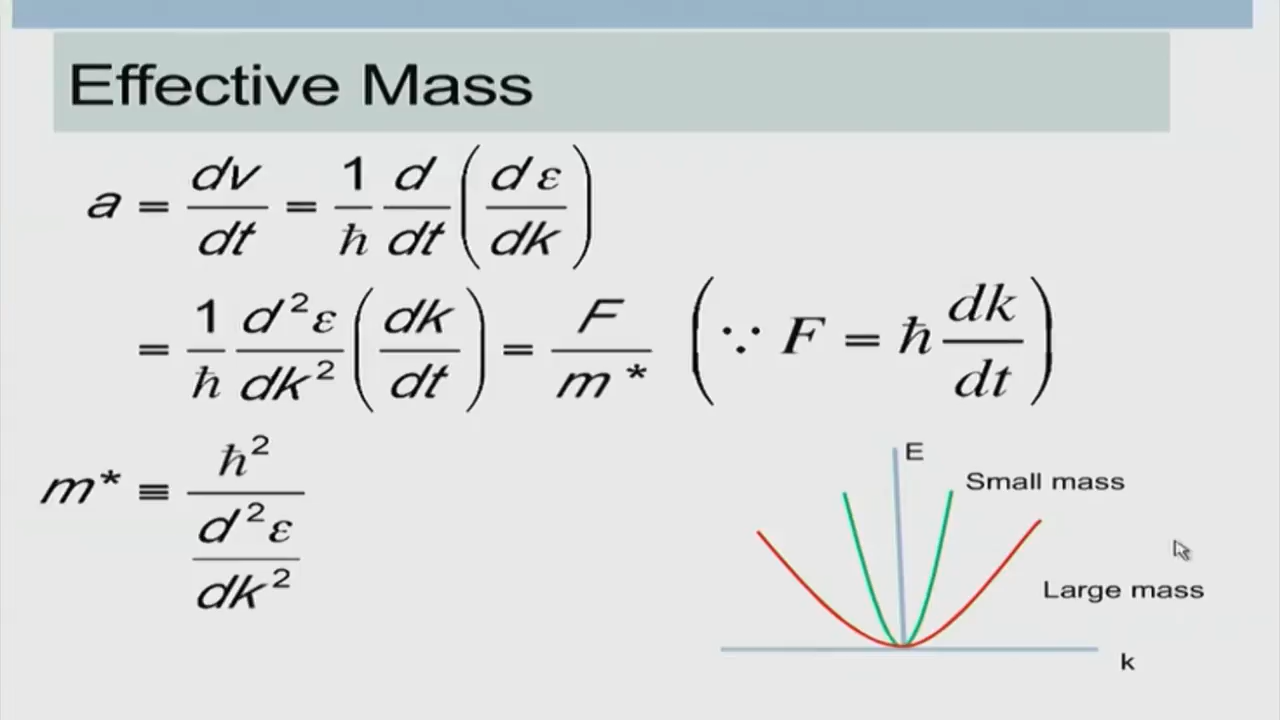 Effective Mass
a = dv/dt = 1/ħ d/dt (dε/dk)
= 1/ħ d²ε/dk² (dk/dt) = F/m* (∵ F = ħ dk/dt)
m* ≡ ħ²/(d²ε/dk²)
E
Small mass
Large mass
k